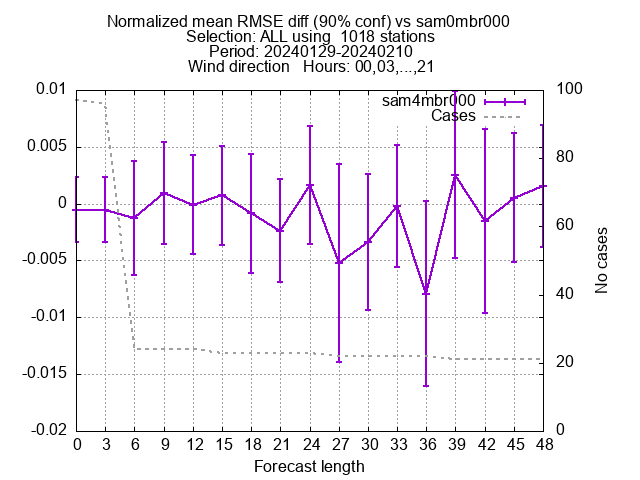 Normalized mean RMSE diff (90% conf) vs sam0mbr000
Selection: ALL using  1018 stations
Period: 20240129-20240210
Wind direction   Hours: 00,03,...,21
sam4mbr000
Cases
0.01
0.005
0
-0.005
-0.01
-0.015
-0.02
100
80
60
40
20
0
No cases
0 3 6 9 12 15 18 21 24 27 30 33 36 39 42 45 48
Forecast length